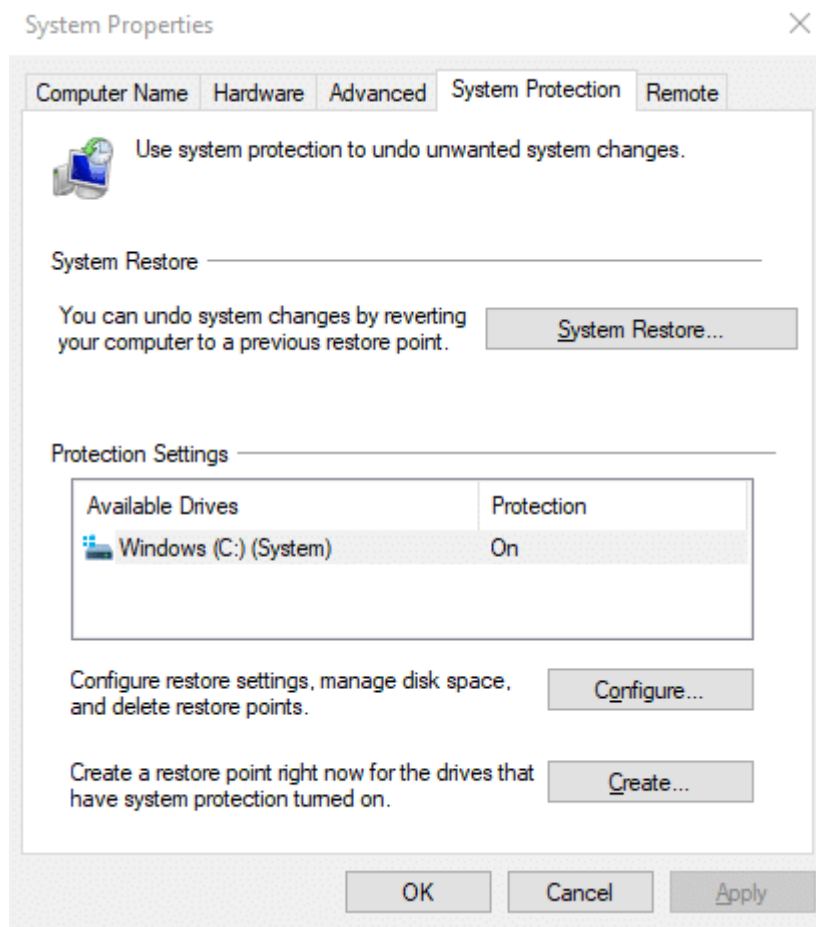 System Properties
Computer Name Hardware Advanced System Protection Remote
Use system protection to undo unwanted system changes.
System Restore
You can undo system changes by reverting
your computer to a previous restore point.
System Restore...
Protection Settings
Available Drives Protection
Windows (C:) (System) On
Configure restore settings, manage disk space,
and delete restore points.
Configure...
Create a restore point right now for the drives that
have system protection turned on.
Create...
OK Cancel Apply